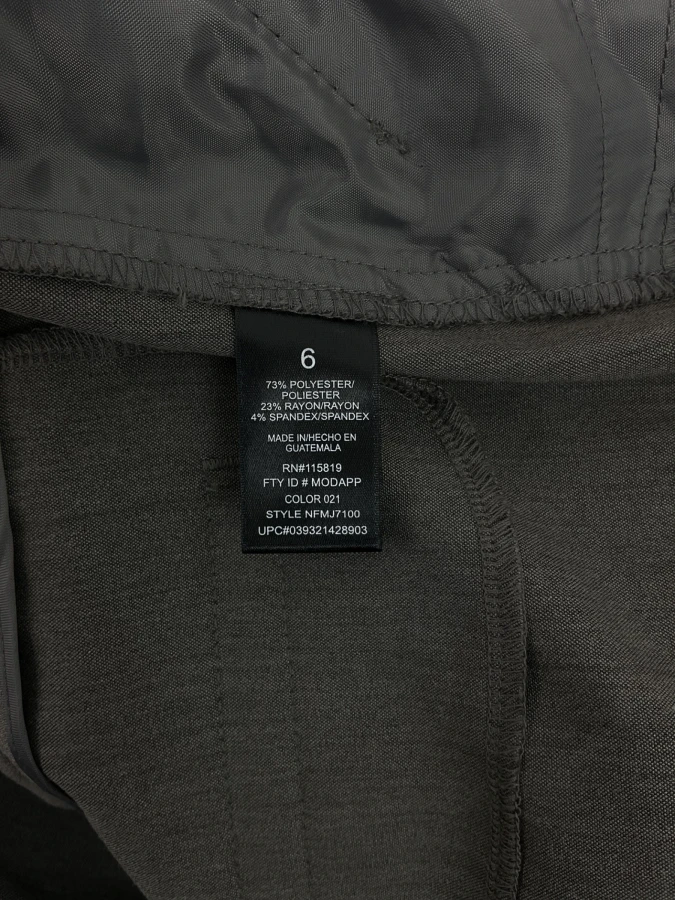 6
73% POLYESTER/
POLIESTER
23% RAYON/RAYON
4% SPANDEX/SPANDEX
MADE IN/HECHO EN
GUATEMALA
RN#115819
FTY ID # MODAPP
COLOR 021
STYLE NFMJ7100
UPC#039321428903